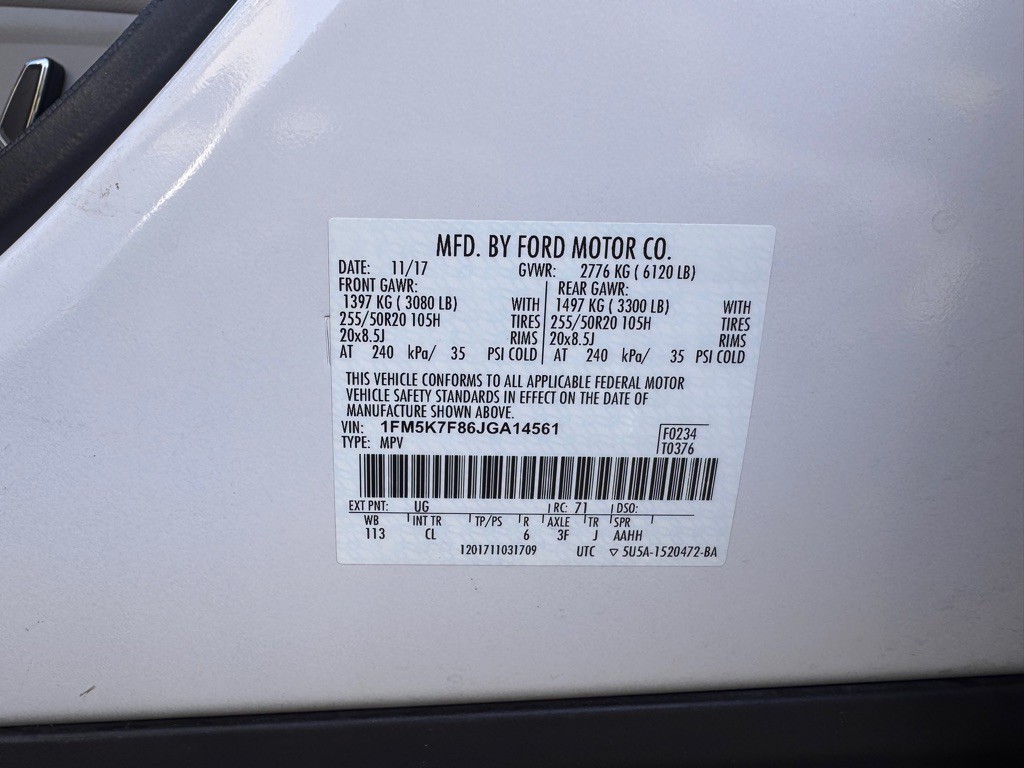 MFD. BY FORD MOTOR CO.
DATE: 11/17 GVWR: 2776 KG ( 6120 LB)
FRONT GAWR: REAR GAWR:
1397 KG ( 3080 LB) WITH 1497 KG ( 3300 LB) WITH
255/50R20 105H TIRES 255/50R20 105H TIRES
20x8.5J RIMS 20x8.5J RIMS
AT 240 kPa/ 35 PSI COLD AT 240 kPa/ 35 PSI COLD
THIS VEHICLE CONFORMS TO ALL APPLICABLE FEDERAL MOTOR
VEHICLE SAFETY STANDARDS IN EFFECT ON THE DATE OF
MANUFACTURE SHOWN ABOVE.
VIN: 1FM5K7F86JGA14561 F0234
TYPE: MPV T0376
EXT PNT: UG RC: 71 DSO:
WB INT TR TP/PS R AXLE TR SPR
113 CL 6 3F J AAHH
1201711031709 UTC ▽ 5U5A-1520472-BA